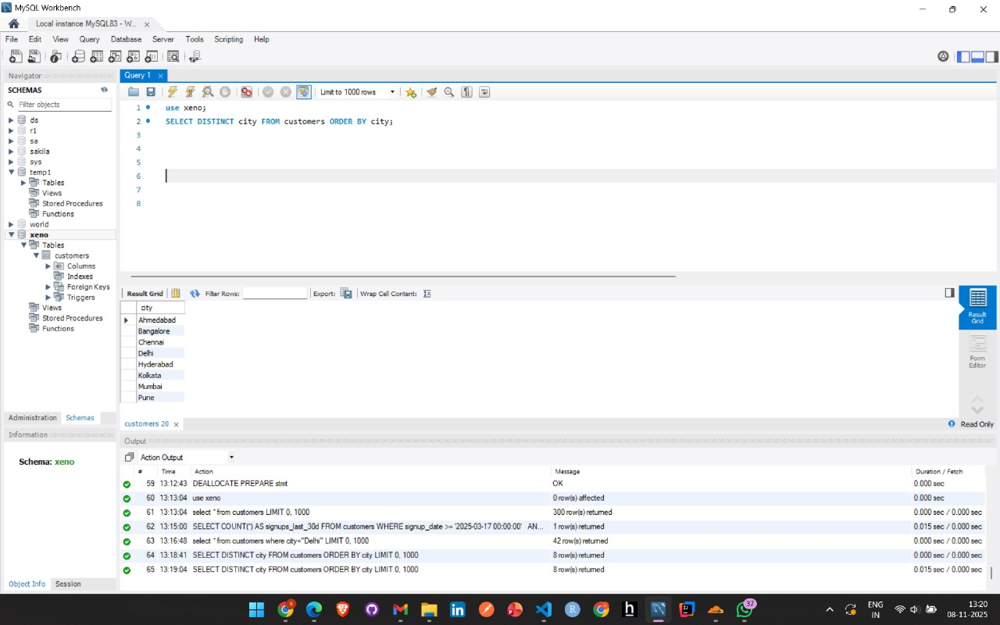 MySQL Workbench
Local instance MySQL83 - W...
File Edit View Query Database Server Tools Scripting Help
Navigator
SCHEMAS
Filter objects
ds
r1
sa
sakila
sys
temp1
Tables
Views
Stored Procedures
Functions
world
xeno
Tables
customers
Columns
Indexes
Foreign Keys
Triggers
Views
Stored Procedures
Functions
Administration Schemas
Information
Schema: xeno
Object Info Session
Query 1
Limit to 1000 rows
1 use xeno;
2 SELECT DISTINCT city FROM customers ORDER BY city;
3
4
5
6
7
8
Result Grid Filter Rows: Export: Wrap Cell Content:
city
Ahmedabad
Bangalore
Chennai
Delhi
Hyderabad
Kolkata
Mumbai
Pune
Result
Grid
Form
Editor
customers 20
Read Only
Output
Action Output
# Time Action Message Duration / Fetch
59 13:12:43 DEALLOCATE PREPARE stmt OK 0.000 sec
60 13:13:04 use xeno 0 row(s) affected 0.000 sec
61 13:13:04 select * from customers LIMIT 0, 1000 300 row(s) returned 0.000 sec / 0.000 sec
62 13:15:00 SELECT COUNT(*) AS signups_last_30d FROM customers WHERE signup_date >= '2025-03-17 00:00:00' AN... 1 row(s) returned 0.015 sec / 0.000 sec
63 13:16:48 select * from customers where city="Delhi" LIMIT 0, 1000 42 row(s) returned 0.000 sec / 0.000 sec
64 13:18:41 SELECT DISTINCT city FROM customers ORDER BY city LIMIT 0, 1000 8 row(s) returned 0.000 sec / 0.000 sec
65 13:19:04 SELECT DISTINCT city FROM customers ORDER BY city LIMIT 0, 1000 8 row(s) returned 0.015 sec / 0.000 sec
37
ENG
IN
13:20
08-11-2025